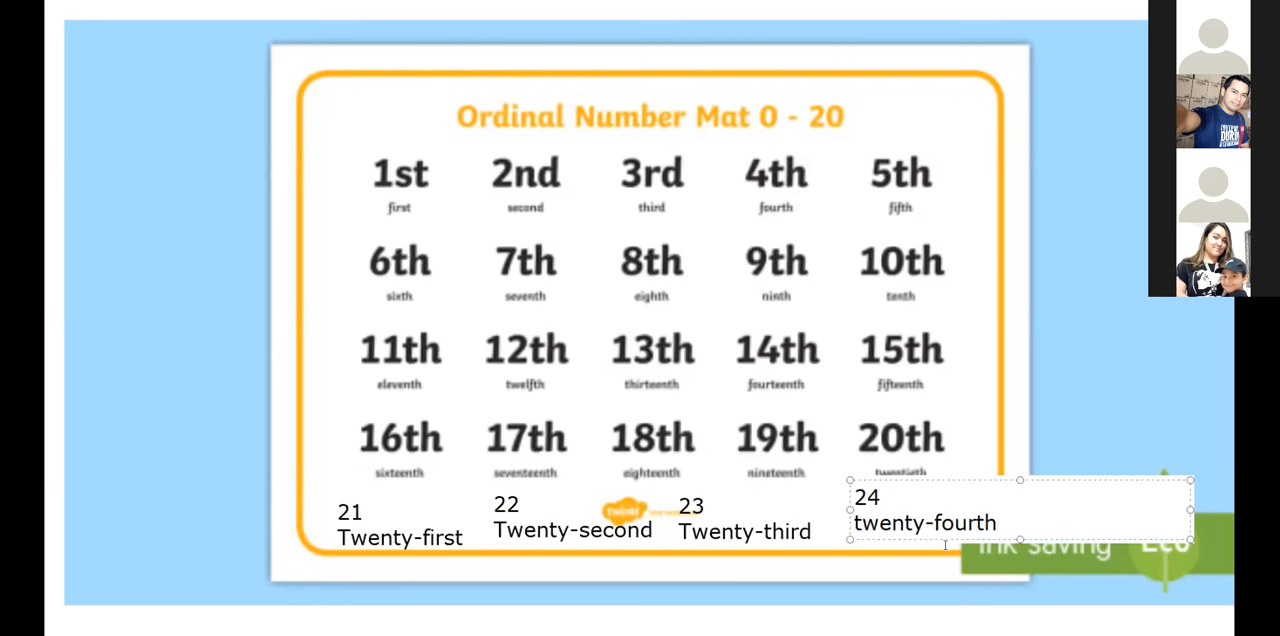 Ordinal Number Mat 0 - 20
1st 2nd 3rd 4th 5th
first second third fourth fifth
6th 7th 8th 9th 10th
sixth seventh eighth ninth tenth
11th 12th 13th 14th 15th
eleventh twelfth thirteenth fourteenth fifteenth
16th 17th 18th 19th 20th
sixteenth seventeenth eighteenth nineteenth twentieth
21 22 23 24
Twenty-first Twenty-second Twenty-third twenty-fourth
twinkl
ink saving Eco